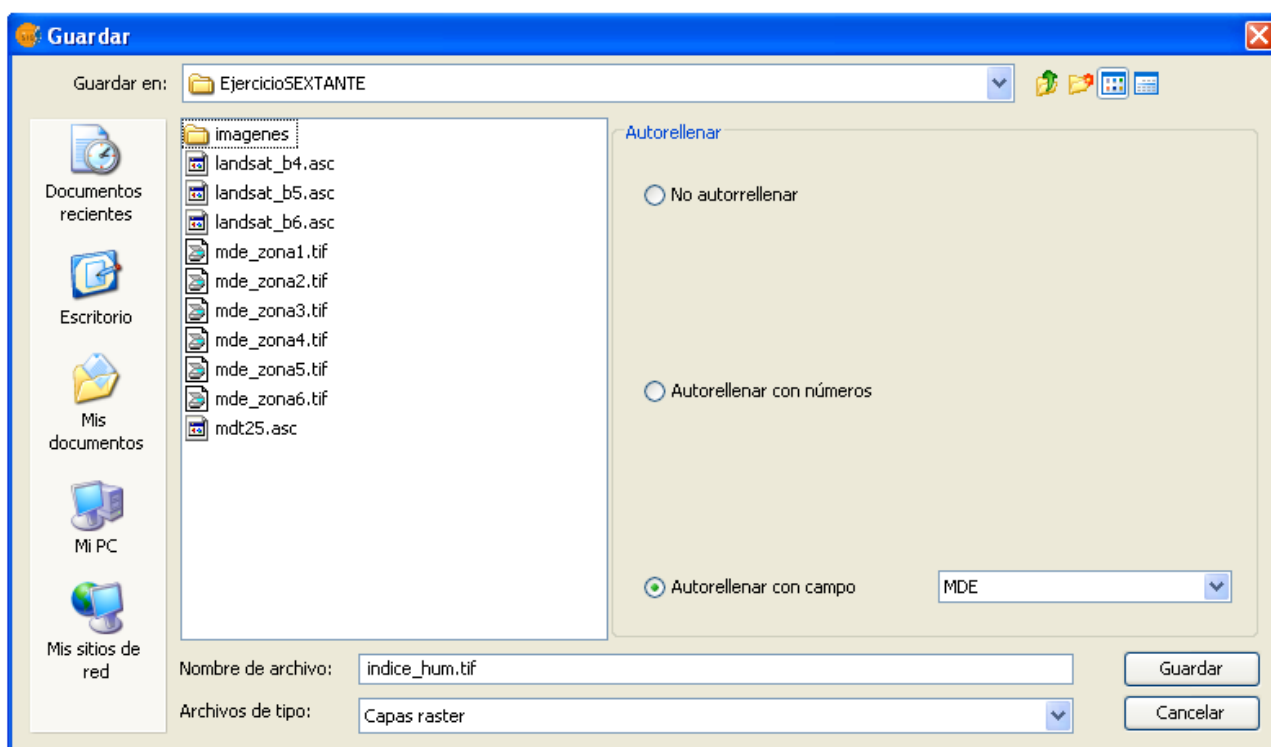 Guardar
Guardar en:
EjercicioSEXTANTE
Documentos
recientes
Escritorio
Mis
documentos
Mi PC
Mis sitios de
red
imagenes
landsat_b4.asc
landsat_b5.asc
landsat_b6.asc
mde_zona1.tif
mde_zona2.tif
mde_zona3.tif
mde_zona4.tif
mde_zona5.tif
mde_zona6.tif
mdt25.asc
Autorellenar
No autorrellenar
Autorellenar con números
Autorellenar con campo
MDE
Nombre de archivo:
indice_hum.tif
Guardar
Archivos de tipo:
Capas raster
Cancelar